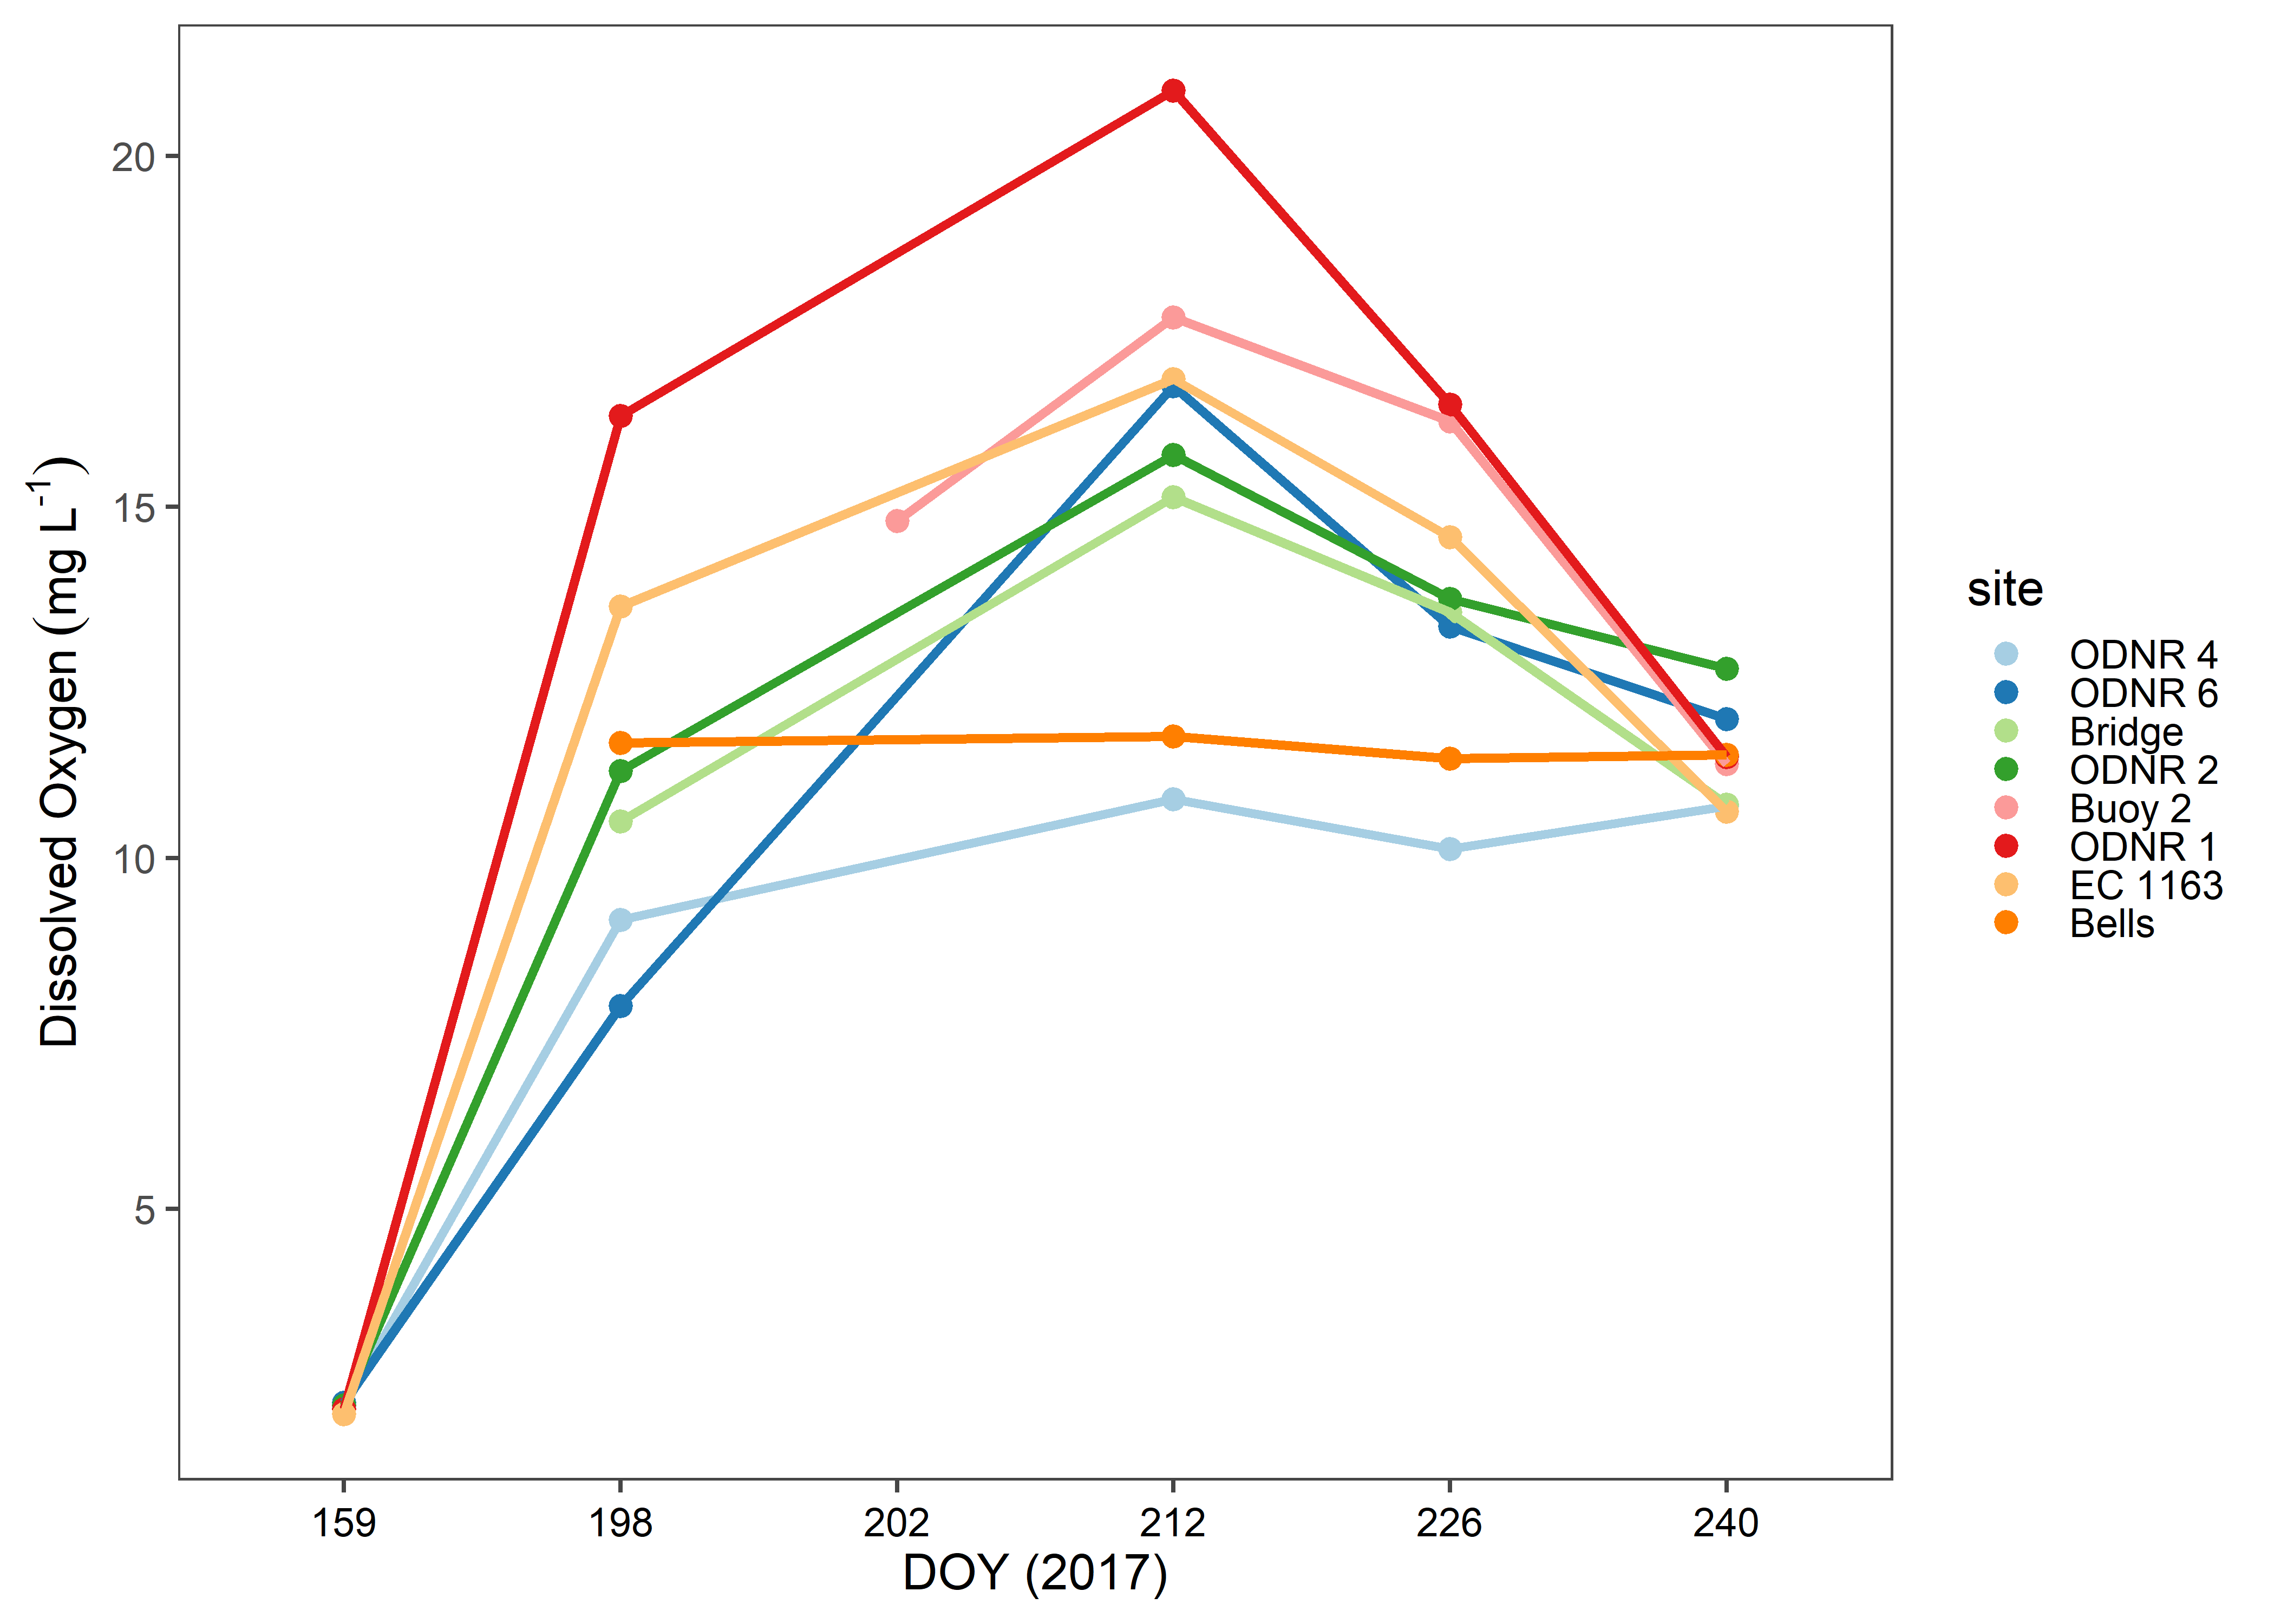 Dissolved Oxygen (mg L-1)
20
15
10
5
159 198 202 212 226 240
DOY (2017)
site
ODNR 4
ODNR 6
Bridge
ODNR 2
Buoy 2
ODNR 1
EC 1163
Bells